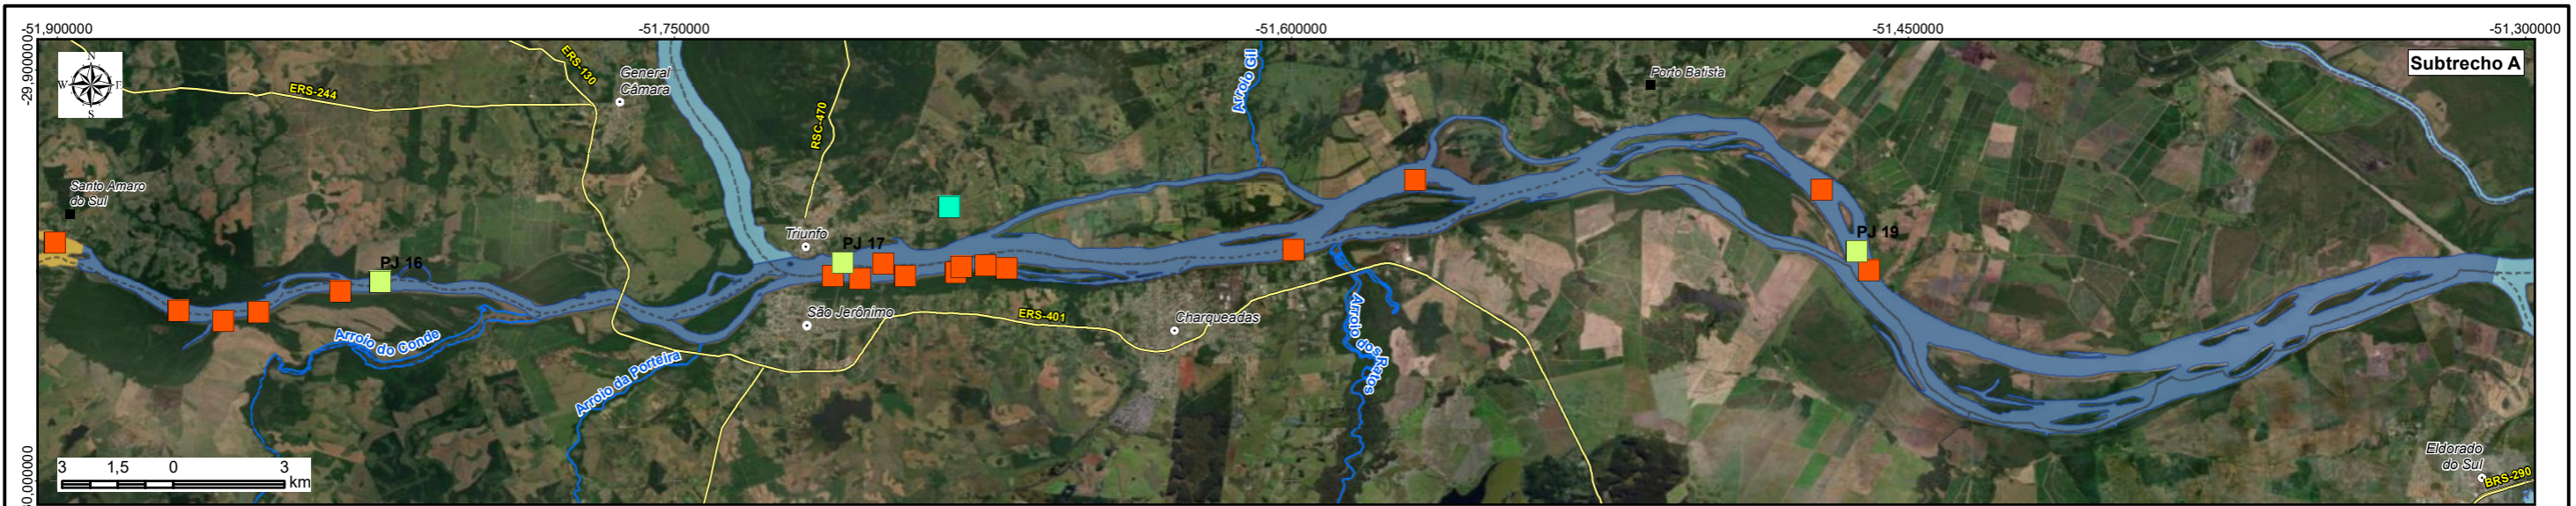 -51,900000
-51,750000
-51,600000
-51,450000
-51,300000
-29,900000
N
W
E
S
Subtrecho A
ERS-130
General
Câmara
ERS-244
RSC-470
Arroio Gil
Porto Batista
Santo Amaro
do Sul
Triunfo
PJ 17
PJ 19
PJ 16
São Jerônimo
ERS-401
Charqueadas
Arroio do Conde
Arroio da Porteira
Arroio dos Ratos
Eldorado
do Sul
BRS-290
3 1,5 0 3
km